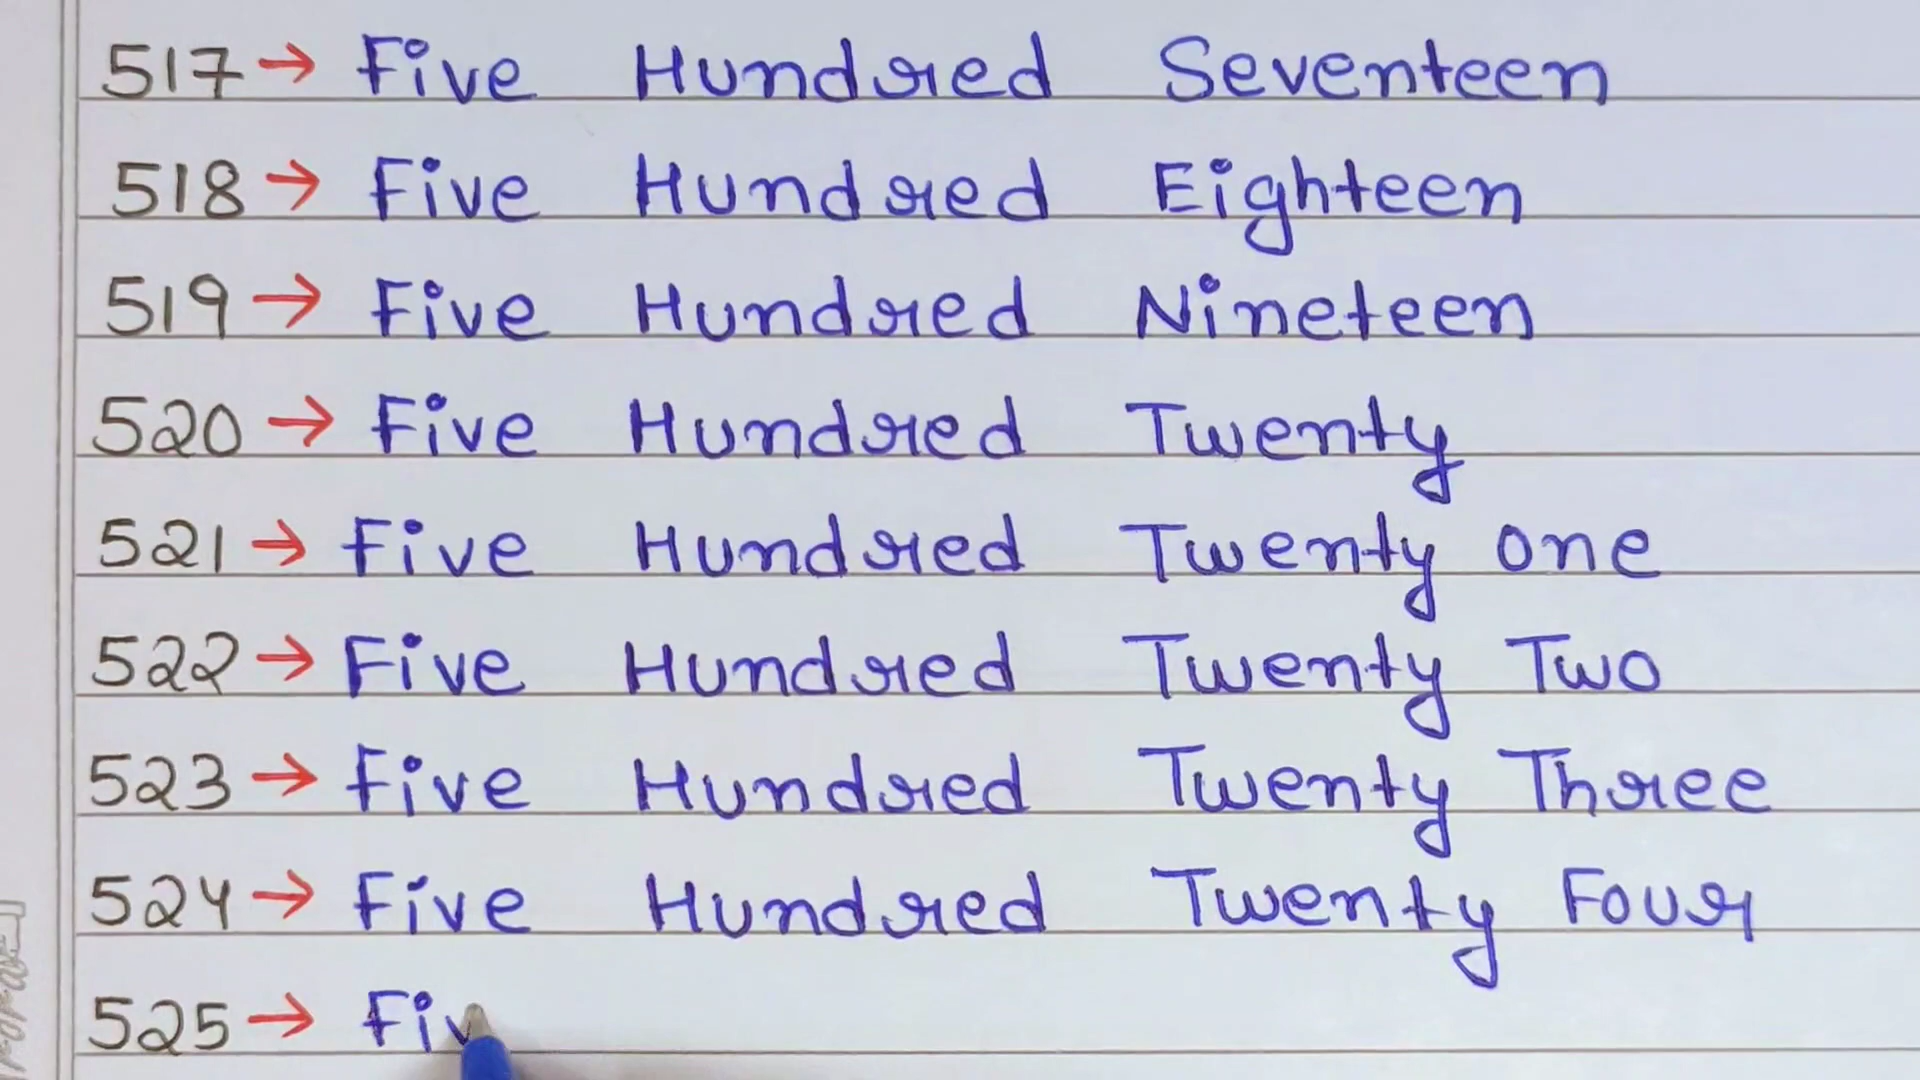 517 → Five Hundred Seventeen
518 → Five Hundred Eighteen
519 → Five Hundred Nineteen
520 → Five Hundred Twenty
521 → Five Hundred Twenty one
522 → Five Hundred Twenty Two
523 → Five Hundred Twenty Three
524 → Five Hundred Twenty Four
525 → Fiv